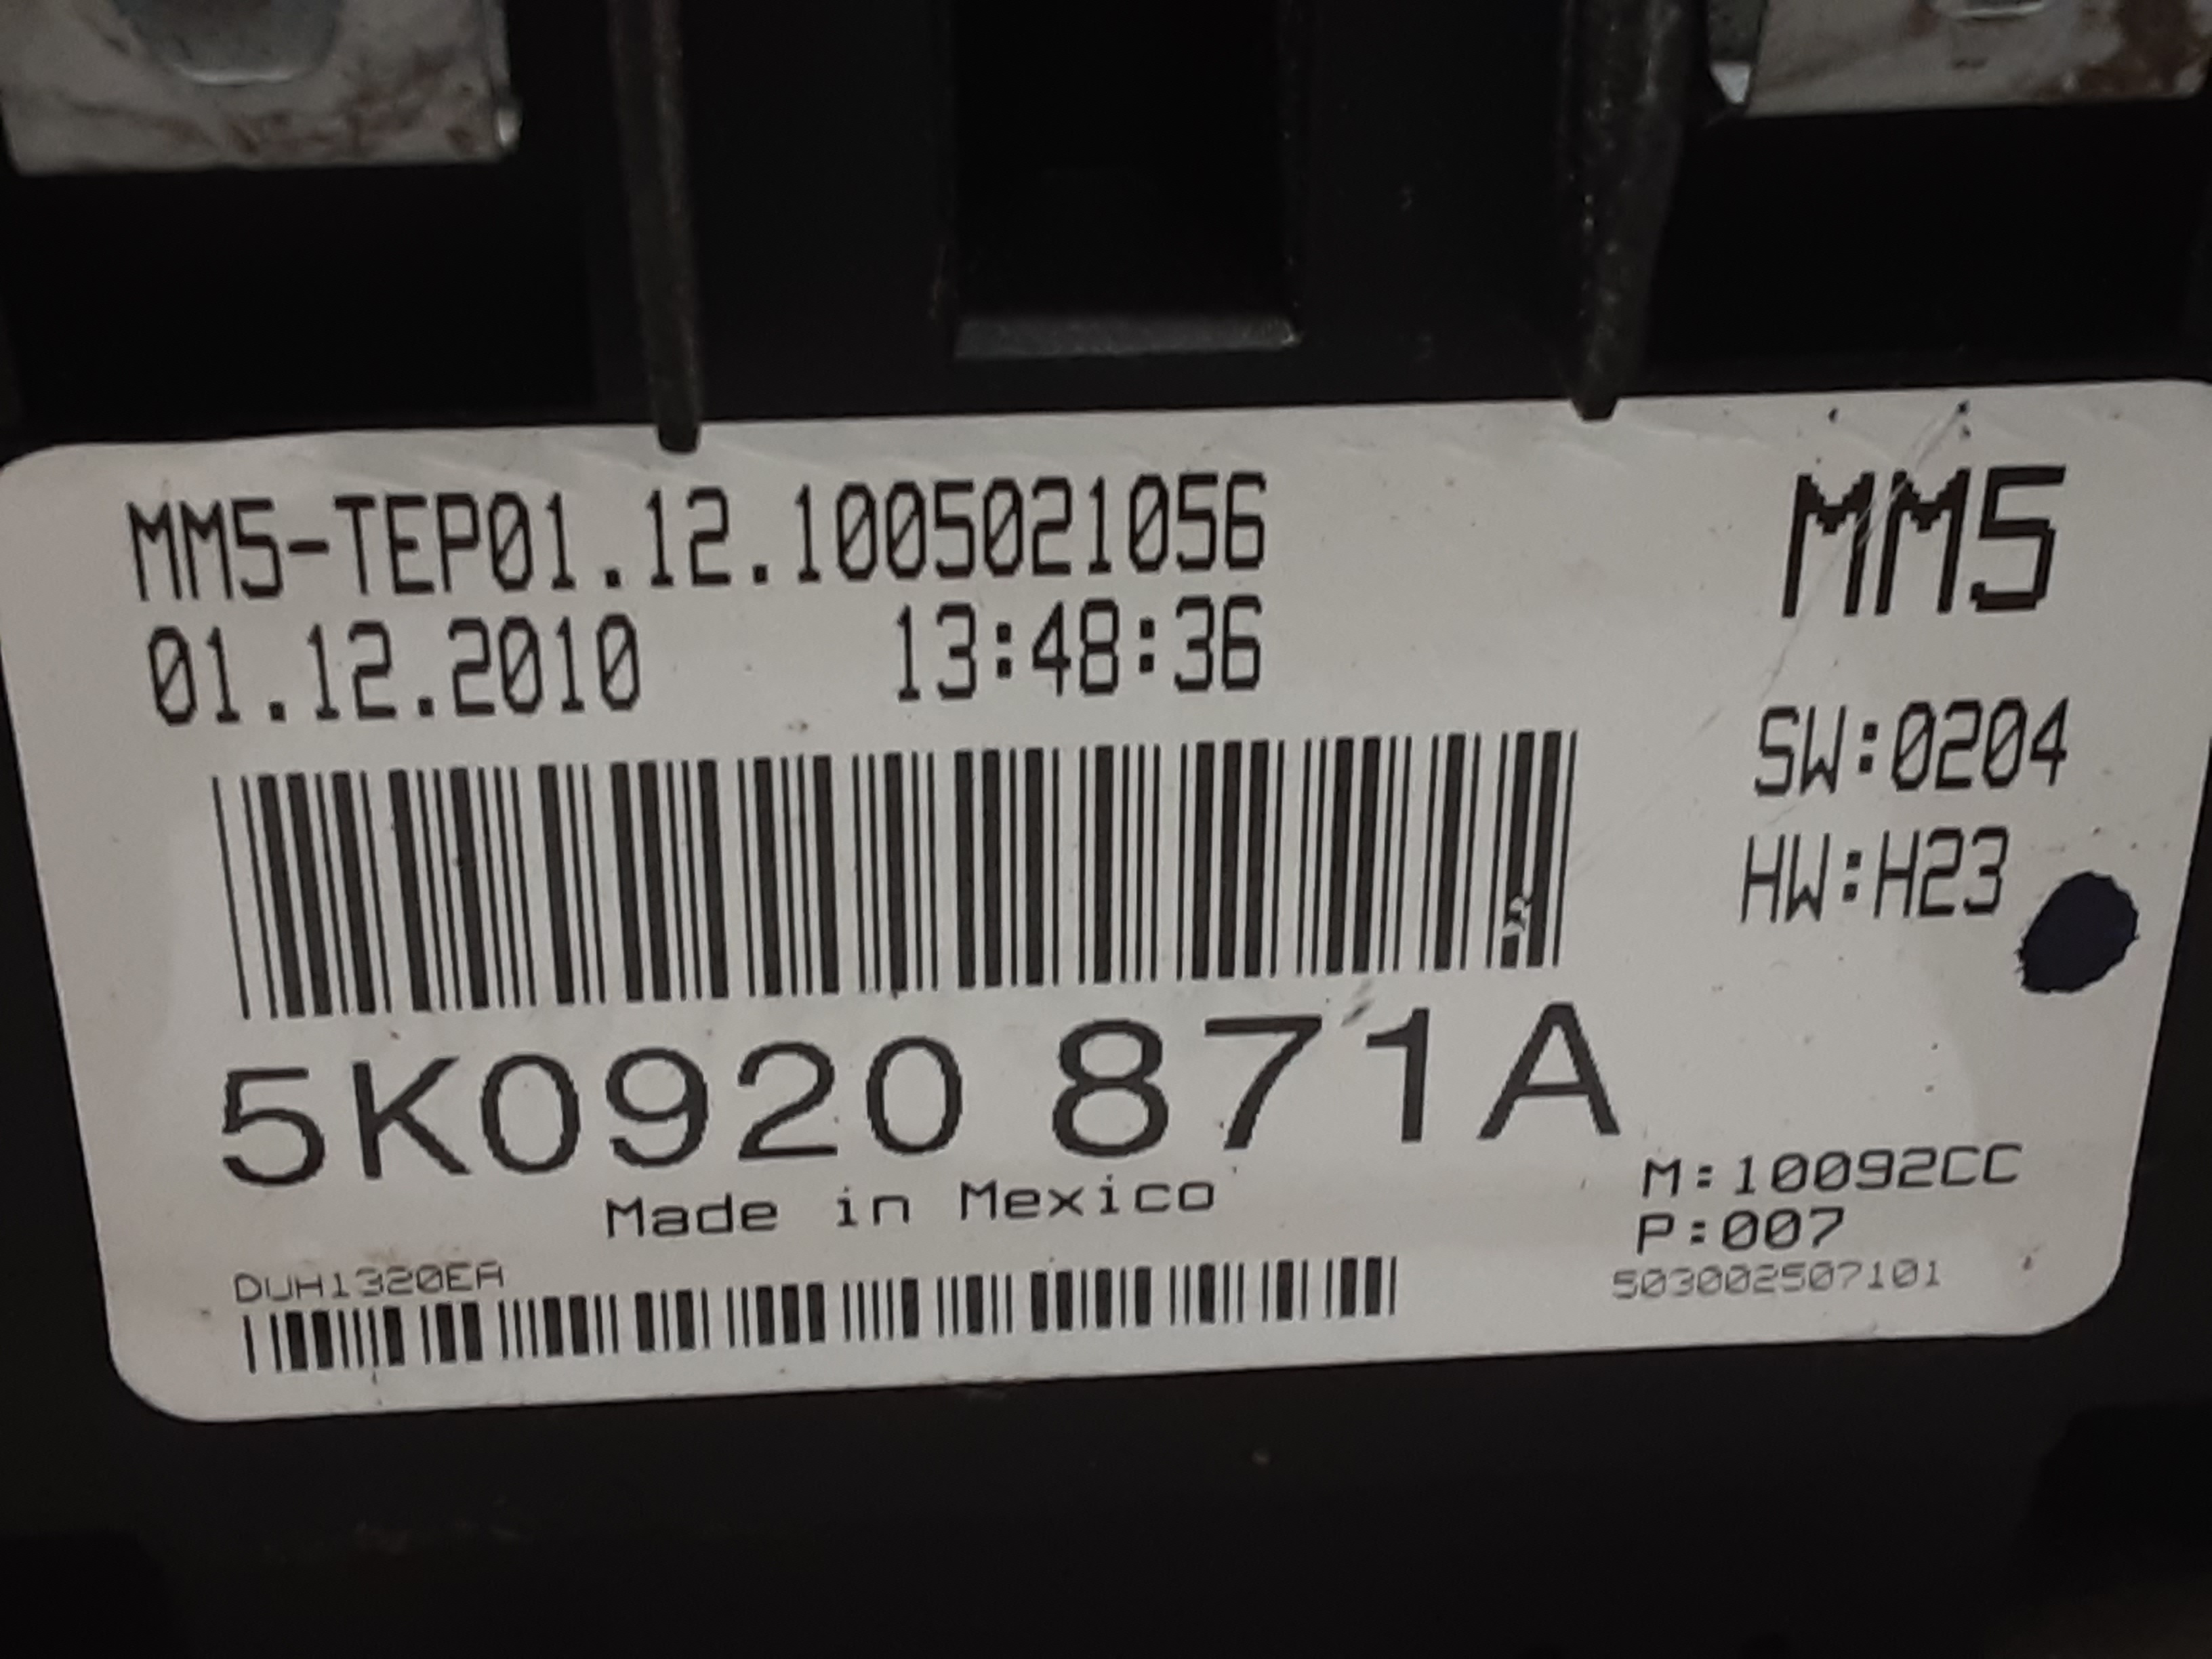 MM5-TEP01.12.1005021056
01.12.2010 13:48:36
MM5
SW:0204
HW:H23
5K0920 871A
Made in Mexico
M:10092CC
P:007
503002507101
DUH1320EA